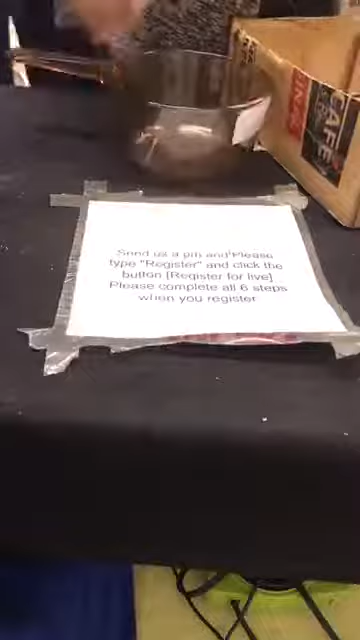 CAFE
Send us a pm and Please
type "Register" and click the
button [Register for live]
Please complete all 6 steps
when you register